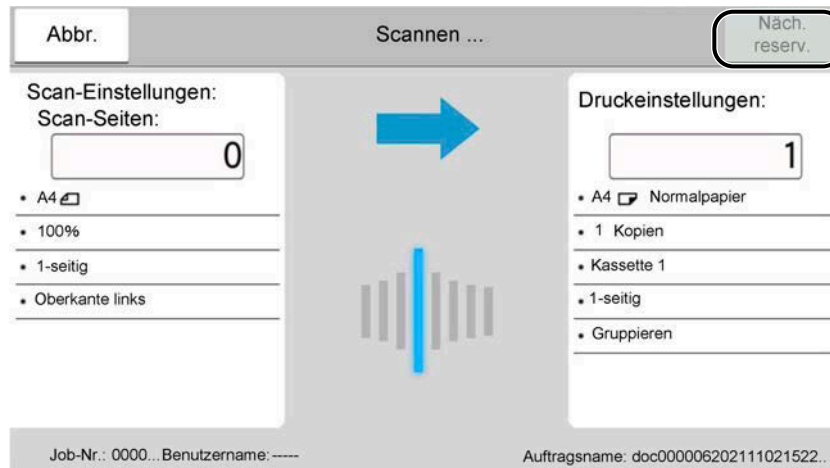 Abbr.
Scannen ...
Näch.
reserv.
Scan-Einstellungen:
Scan-Seiten:
0
• A4
• 100%
• 1-seitig
• Oberkante links
Druckeinstellungen:
1
• A4 Normalpapier
• 1 Kopien
• Kassette 1
• 1-seitig
• Gruppieren
Job-Nr.: 0000... Benutzername: -----
Auftragsname: doc000006202111021522..